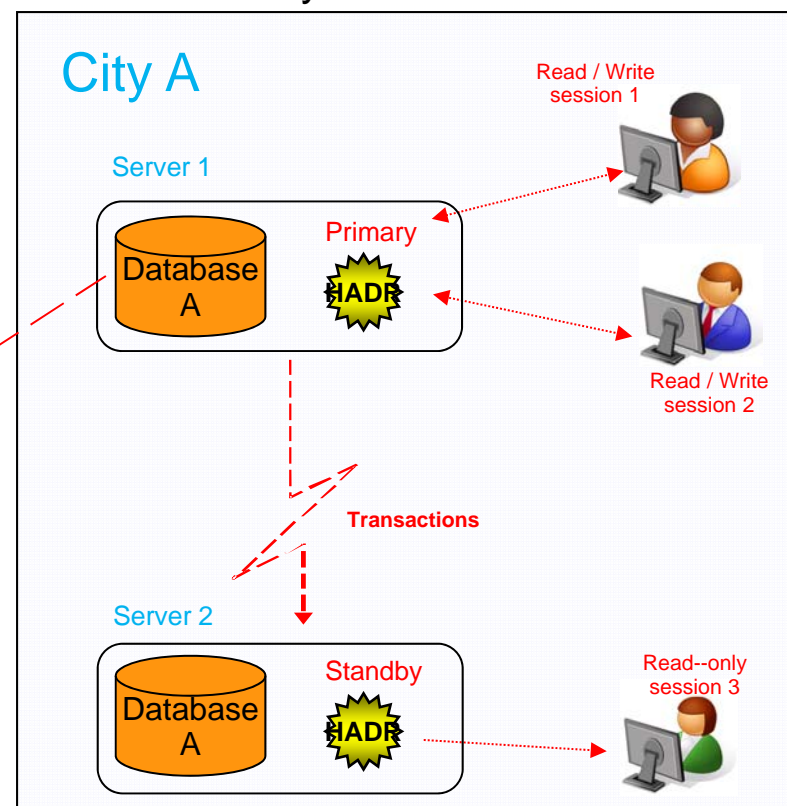 City A
Read / Write
session 1
Server 1
Primary
Database
A
HADR
Read / Write
session 2
Transactions
Server 2
Standby
Database
A
HADR
Read--only
session 3